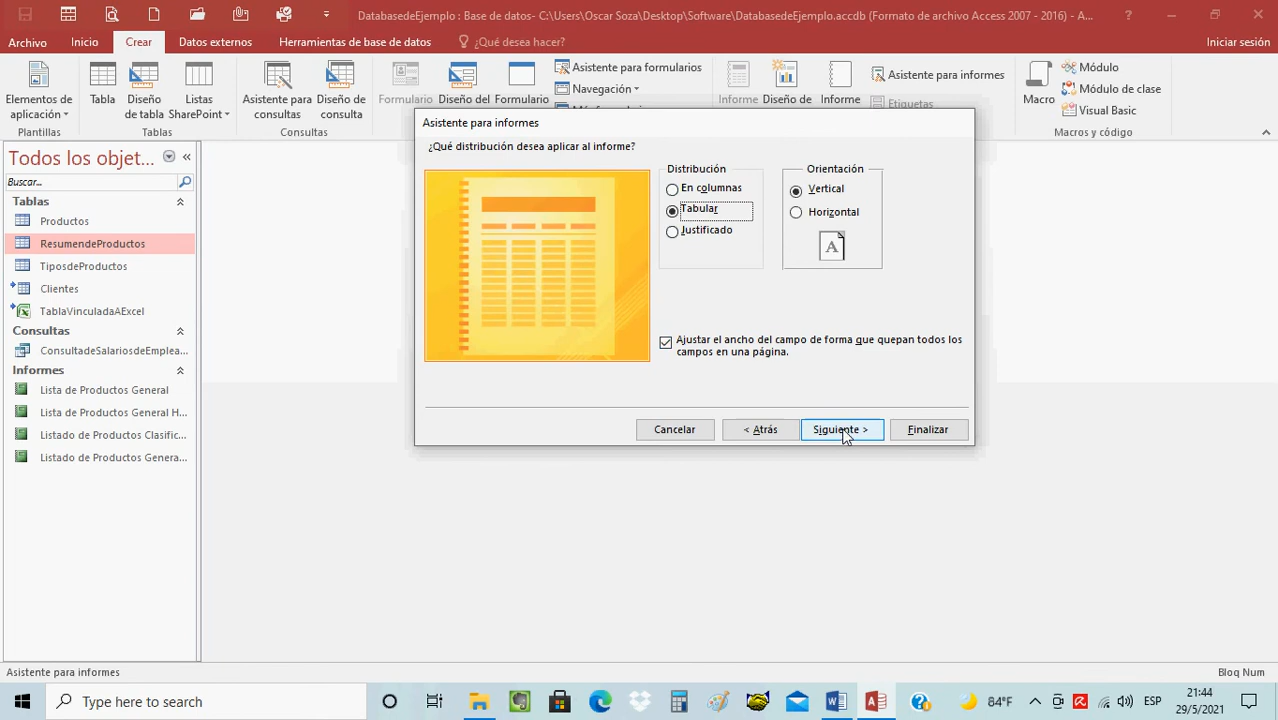 DatabasedeEjemplo : Base de datos- C:\Users\Oscar Soza\Desktop\Software\DatabasedeEjemplo.accdb (Formato de archivo Access 2007 - 2016) - A...
Archivo Inicio Crear Datos externos Herramientas de base de datos ¿Qué desea hacer? Iniciar sesión
Elementos de aplicación
Plantillas
Tabla
Diseño de tabla
Listas SharePoint
Tablas
Asistente para consultas
Diseño de consulta
Consultas
Formulario
Diseño del
Formulario
Asistente para formularios
Navegación
Informe
Diseño de
Informe
Asistente para informes
Etiquetas
Macro
Módulo
Módulo de clase
Visual Basic
Macros y código
Todos los objet...
Buscar...
Tablas
Productos
ResumendeProductos
TiposdeProductos
Clientes
TablaVinculadaAExcel
Consultas
ConsultadeSalariosdeEmplea...
Informes
Lista de Productos General
Lista de Productos General H...
Listado de Productos Clasific...
Listado de Productos Genera...
Asistente para informes
¿Qué distribución desea aplicar al informe?
Distribución
En columnas
Tabular
Justificado
Orientación
Vertical
Horizontal
A
Ajustar el ancho del campo de forma que quepan todos los
campos en una página.
Cancelar < Atrás Siguiente > Finalizar
Asistente para informes Bloq Num
Type here to search
84°F ESP 21:44
29/5/2021